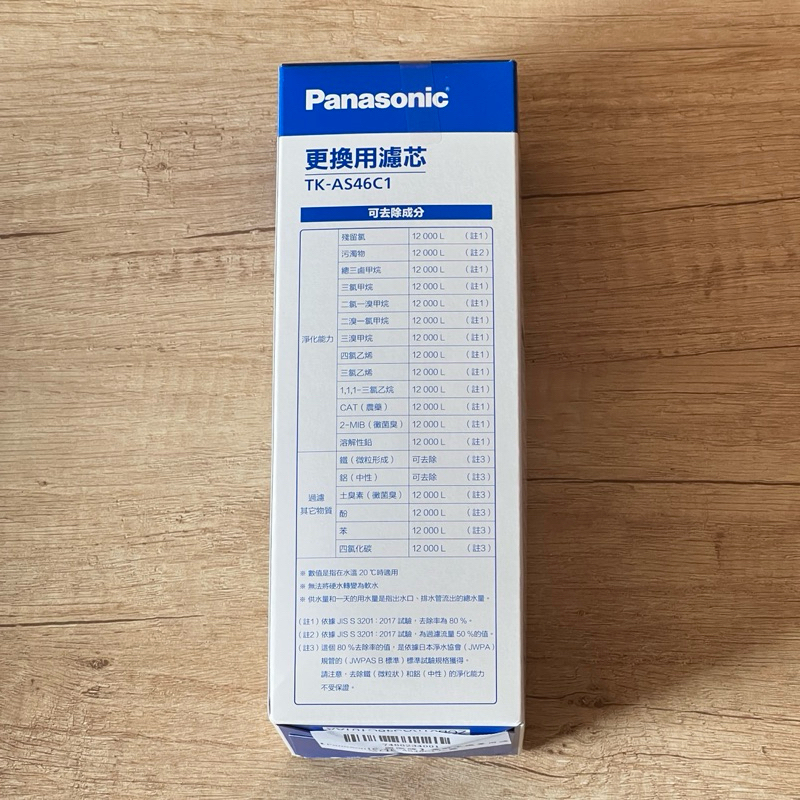 Panasonic
更換用濾芯
TK-AS46C1
可去除成分
淨化能力
殘留氯 12 000 L （註1）
污濁物 12 000 L （註2）
總三鹵甲烷 12 000 L （註1）
三氯甲烷 12 000 L （註1）
二氯一溴甲烷 12 000 L （註1）
二溴一氯甲烷 12 000 L （註1）
三溴甲烷 12 000 L （註1）
四氯乙烯 12 000 L （註1）
三氯乙烯 12 000 L （註1）
1,1,1-三氯乙烷 12 000 L （註1）
CAT（農藥） 12 000 L （註1）
2-MIB（黴菌臭） 12 000 L （註1）
溶解性鉛 12 000 L （註1）
過濾
其它物質
鐵（微粒形成） 可去除 （註3）
鋁（中性） 可去除 （註3）
土臭素（黴菌臭） 12 000 L （註3）
酚 12 000 L （註3）
苯 12 000 L （註3）
四氯化碳 12 000 L （註3）
※ 數值是指在水溫 20 ℃時適用
※ 無法將硬水轉變為軟水
※ 供水量和一天的用水量是指出水口、排水管流出的總水量。
（註1）依據 JIS S 3201：2017 試驗，去除率為 80 %。
（註2）依據 JIS S 3201：2017 試驗，為過濾流量 50 %的值。
（註3）這個 80 %去除率的值，是依據日本淨水協會（JWPA）
規管的（JWPAS B 標準）標準試驗規格獲得。
請注意，去除鐵（微粒狀）和鋁（中性）的淨化能力
不受保證。